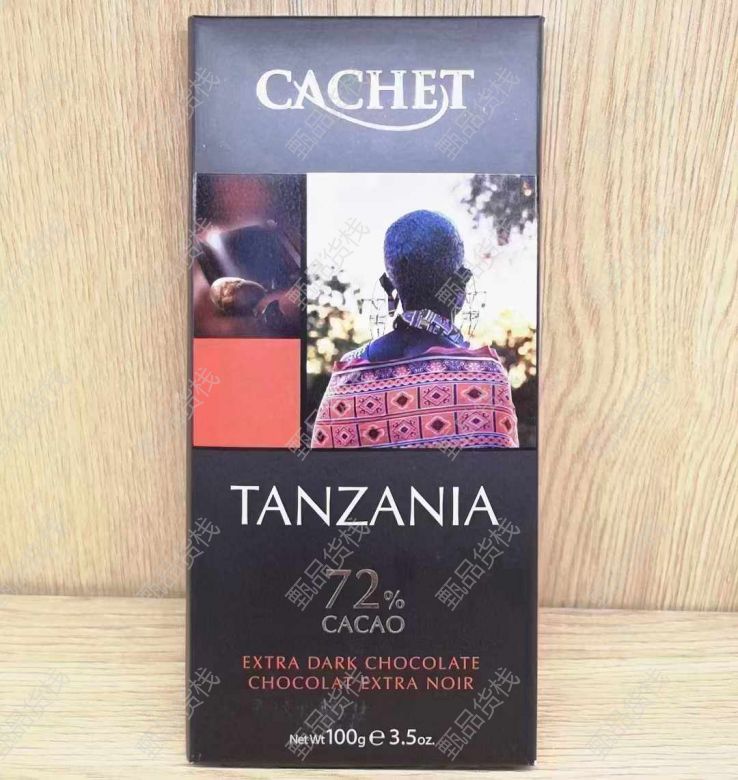 CACHET
TANZANIA
72%
CACAO
EXTRA DARK CHOCOLATE
CHOCOLAT EXTRA NOIR
Net Wt 100g e 3.5oz.
甄品货栈